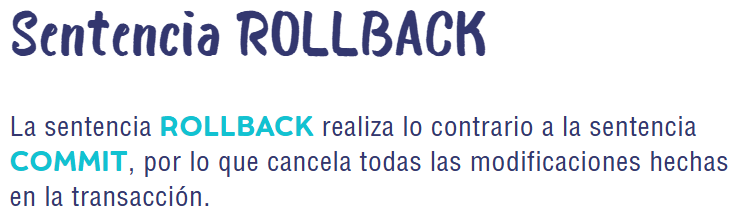 Sentencia ROLLBACK
La sentencia ROLLBACK realiza lo contrario a la sentencia
COMMIT, por lo que cancela todas las modificaciones hechas
en la transacción.